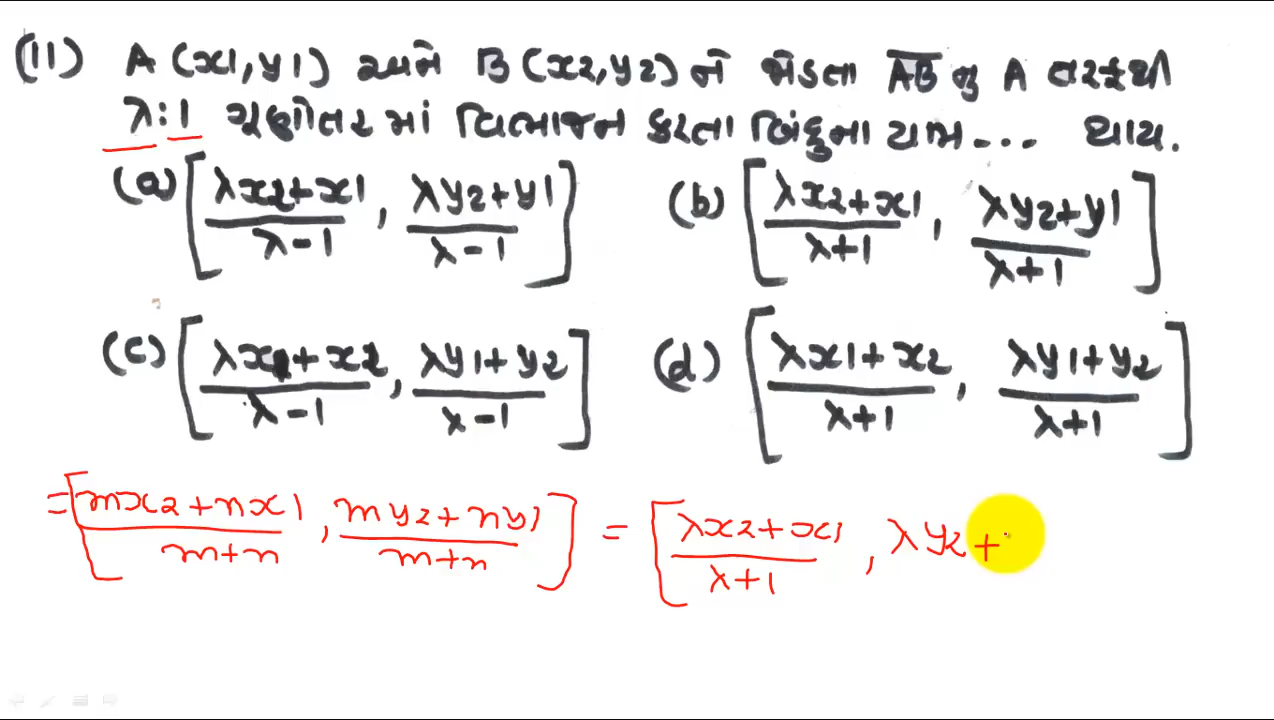 (11) A (x1, y1) અને B (x2, y2) ને જોડતા \overline{AB} નુ A તરફથી
λ:1 ગુણોતર માં વિભાજન કરતા બિંદુના યામ... થાય.
(a) [(λx2+x1)/(λ-1), (λy2+y1)/(λ-1)] (b) [(λx2+x1)/(λ+1), (λy2+y1)/(λ+1)]
(c) [(λx1+x2)/(λ-1), (λy1+y2)/(λ-1)] (d) [(λx1+x2)/(λ+1), (λy1+y2)/(λ+1)]
=[(mx2+nx1)/(m+n), (my2+ny1)/(m+n)] = [(λx2+x1)/(λ+1), λy2+